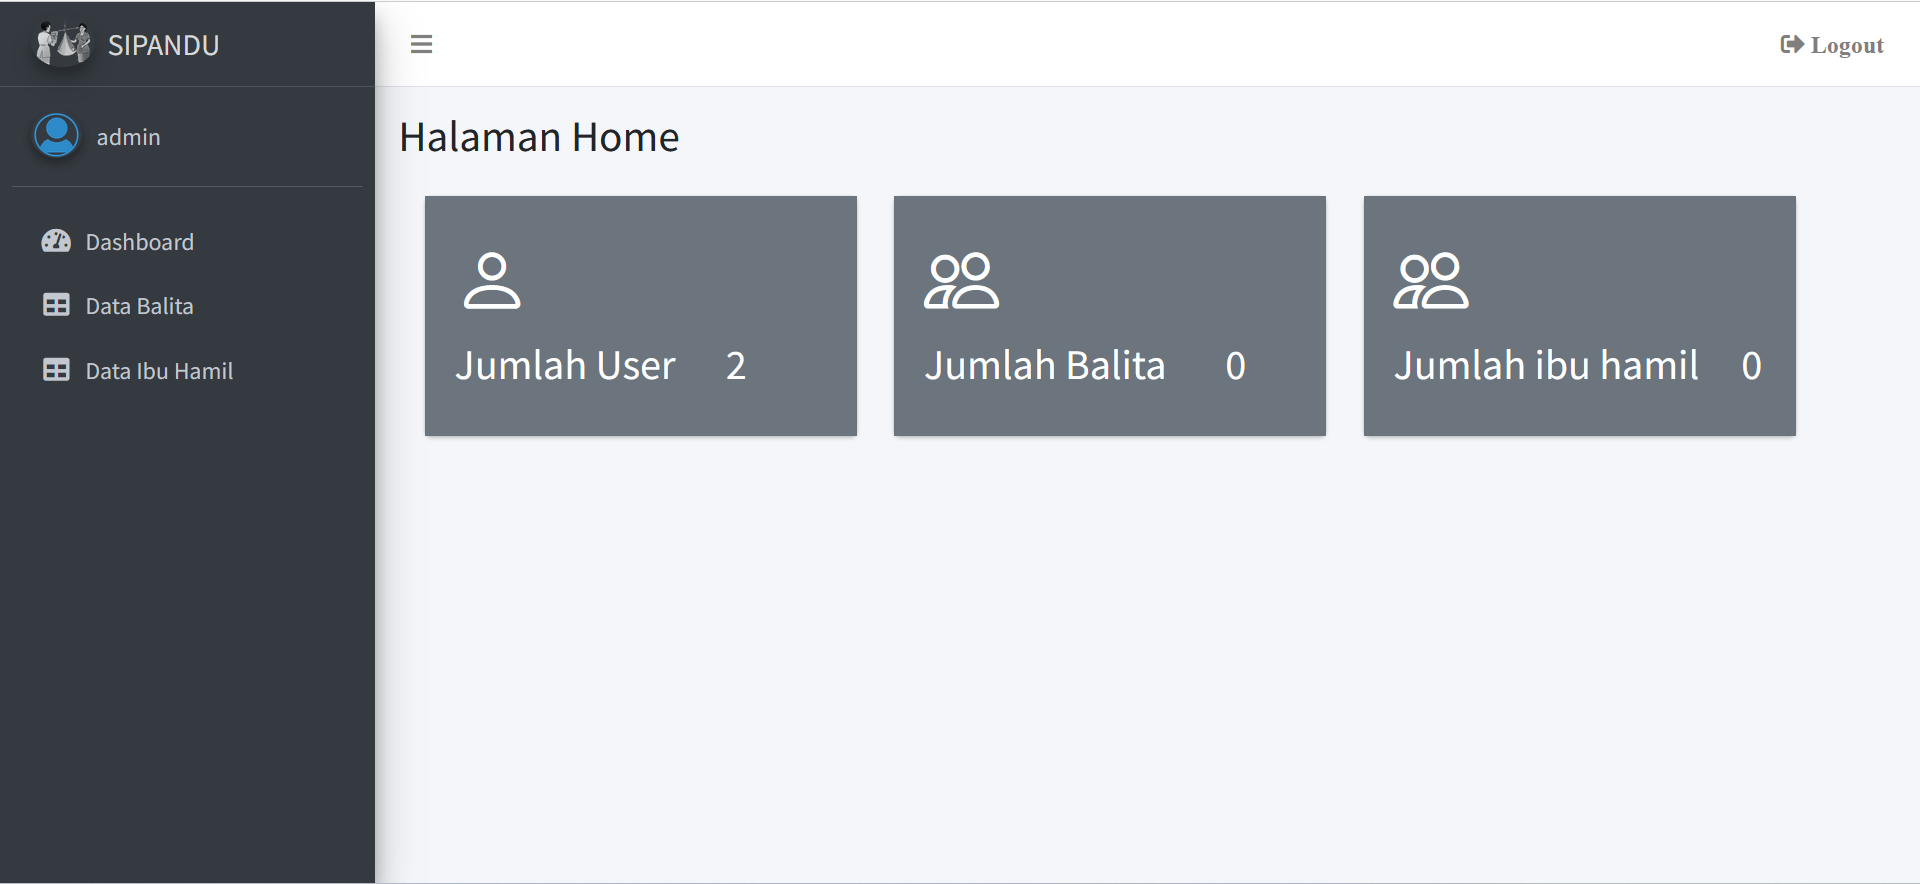 SIPANDU
Logout
admin
Dashboard
Data Balita
Data Ibu Hamil
Halaman Home
Jumlah User 2
Jumlah Balita 0
Jumlah ibu hamil 0